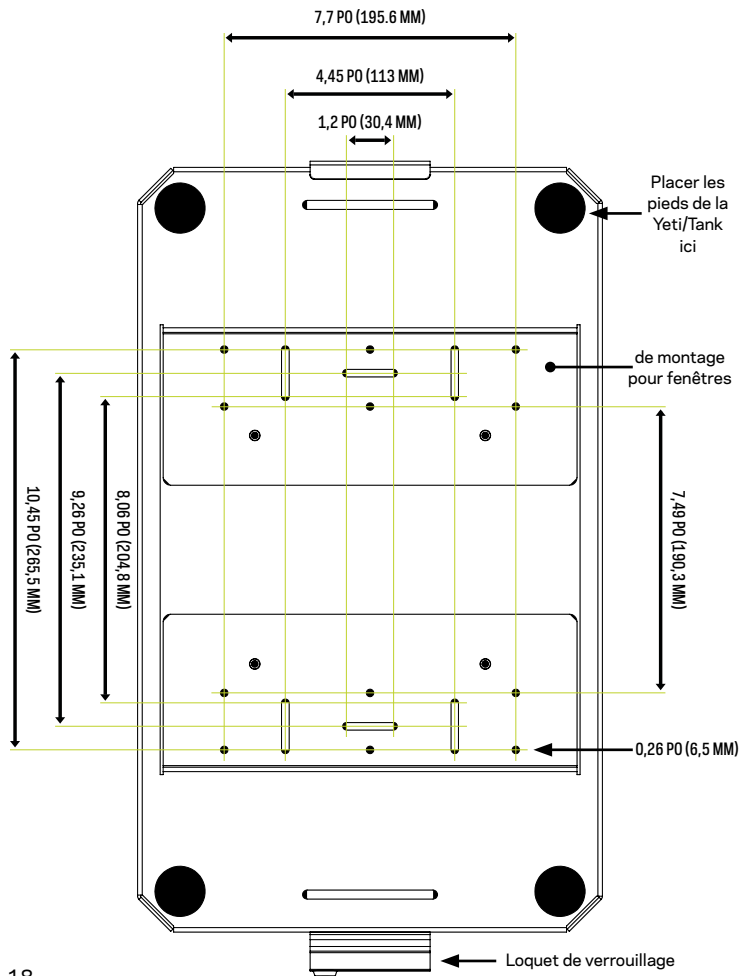 7,7 PO (195.6 MM)
4,45 PO (113 MM)
1,2 PO (30,4 MM)
Placer les
pieds de la
Yeti/Tank
ici
de montage
pour fenêtres
10,45 PO (265,5 MM)
9,26 PO (235,1 MM)
8,06 PO (204,8 MM)
7,49 PO (190,3 MM)
0,26 PO (6,5 MM)
Loquet de verrouillage
18